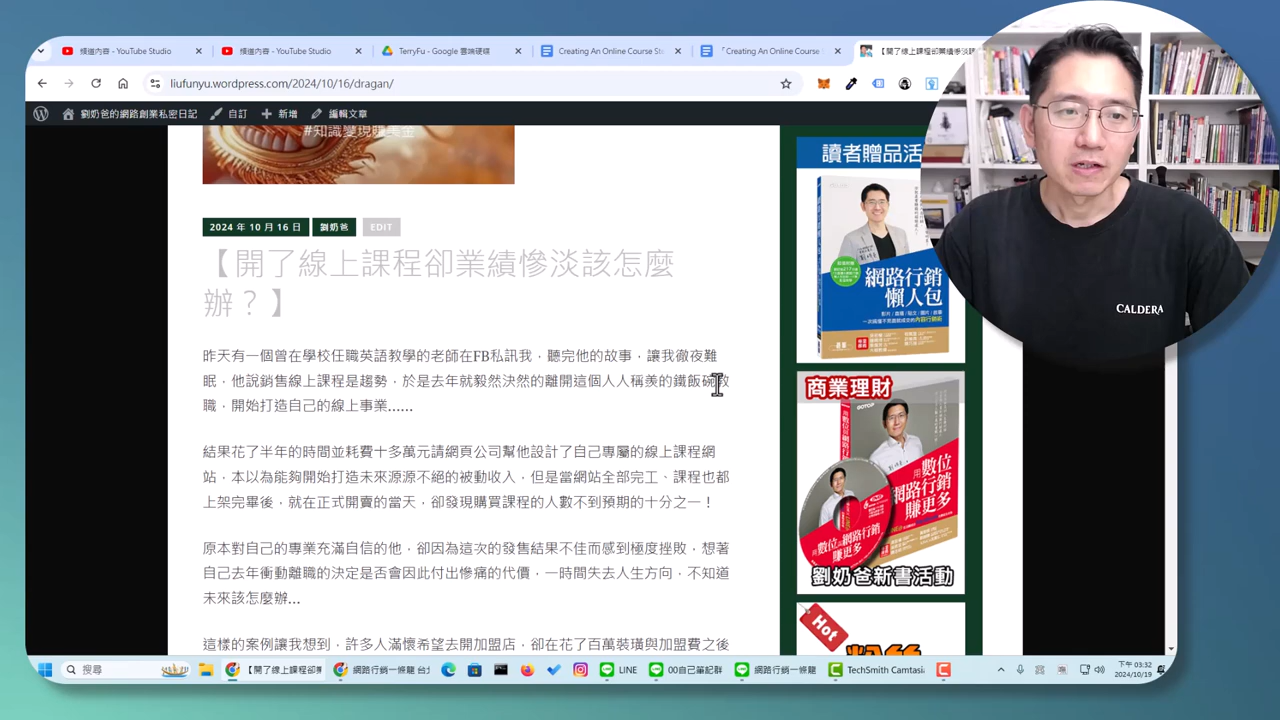 頻道內容 - YouTube Studio
頻道內容 - YouTube Studio
TerryFu - Google 雲端硬碟
Creating An Online Course St
「Creating An Online Course
【開了線上課程卻業績慘淡
liufunyu.wordpress.com/2024/10/16/dragan/
劉奶爸的網路創業私密日記
自訂
新增
編輯文章
#知識變現賺美金
2024 年 10 月 16 日
劉奶爸
EDIT
【開了線上課程卻業績慘淡該怎麼
辦？】
昨天有一個曾在學校任職英語教學的老師在FB私訊我，聽完他的故事，讓我徹夜難
眠，他說銷售線上課程是趨勢，於是去年就毅然決然的離開這個人人稱羨的鐵飯碗教
職，開始打造自己的線上事業……
結果花了半年的時間並耗費十多萬元請網頁公司幫他設計了自己專屬的線上課程網
站，本以為能夠開始打造未來源源不絕的被動收入，但是當網站全部完工、課程也都
上架完畢後，就在正式開賣的當天，卻發現購買課程的人數不到預期的十分之一！
原本對自己的專業充滿自信的他，卻因為這次的發售結果不佳而感到極度挫敗，想著
自己去年衝動離職的決定是否會因此付出慘痛的代價，一時間失去人生方向，不知道
未來該怎麼辦…
這樣的案例讓我想到，許多人滿懷希望去開加盟店，卻在花了百萬裝璜與加盟費之後
讀者贈品活
網路行銷
懶人包
商業理財
用數位
網路行銷
賺更多
劉奶爸新書活動
Hot
CALDERA
搜尋
【開了線上課程卻業
網路行銷一條龍 台北
LINE
00自己筆記群
網路行銷一條龍
TechSmith Camtasia
下午 03:32
2024/10/19